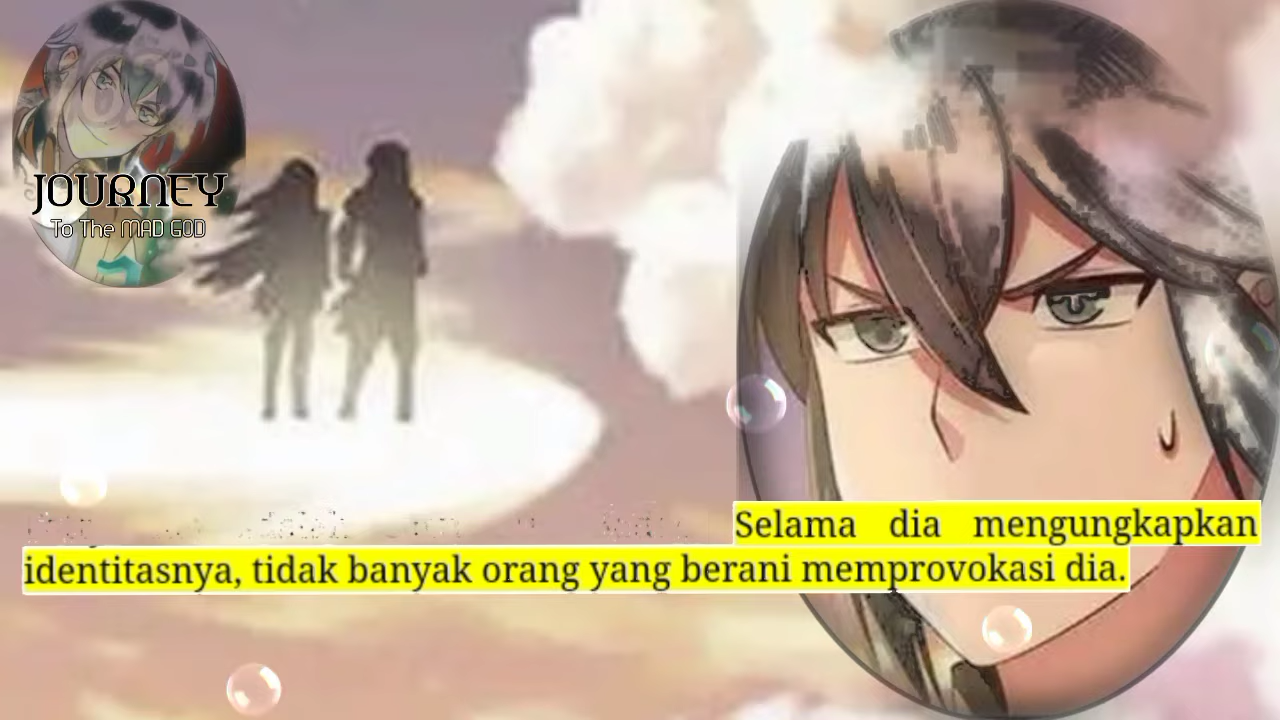 JOURNEY
To The MAD GOD
Selama dia mengungkapkan
identitasnya, tidak banyak orang yang berani memprovokasi dia.